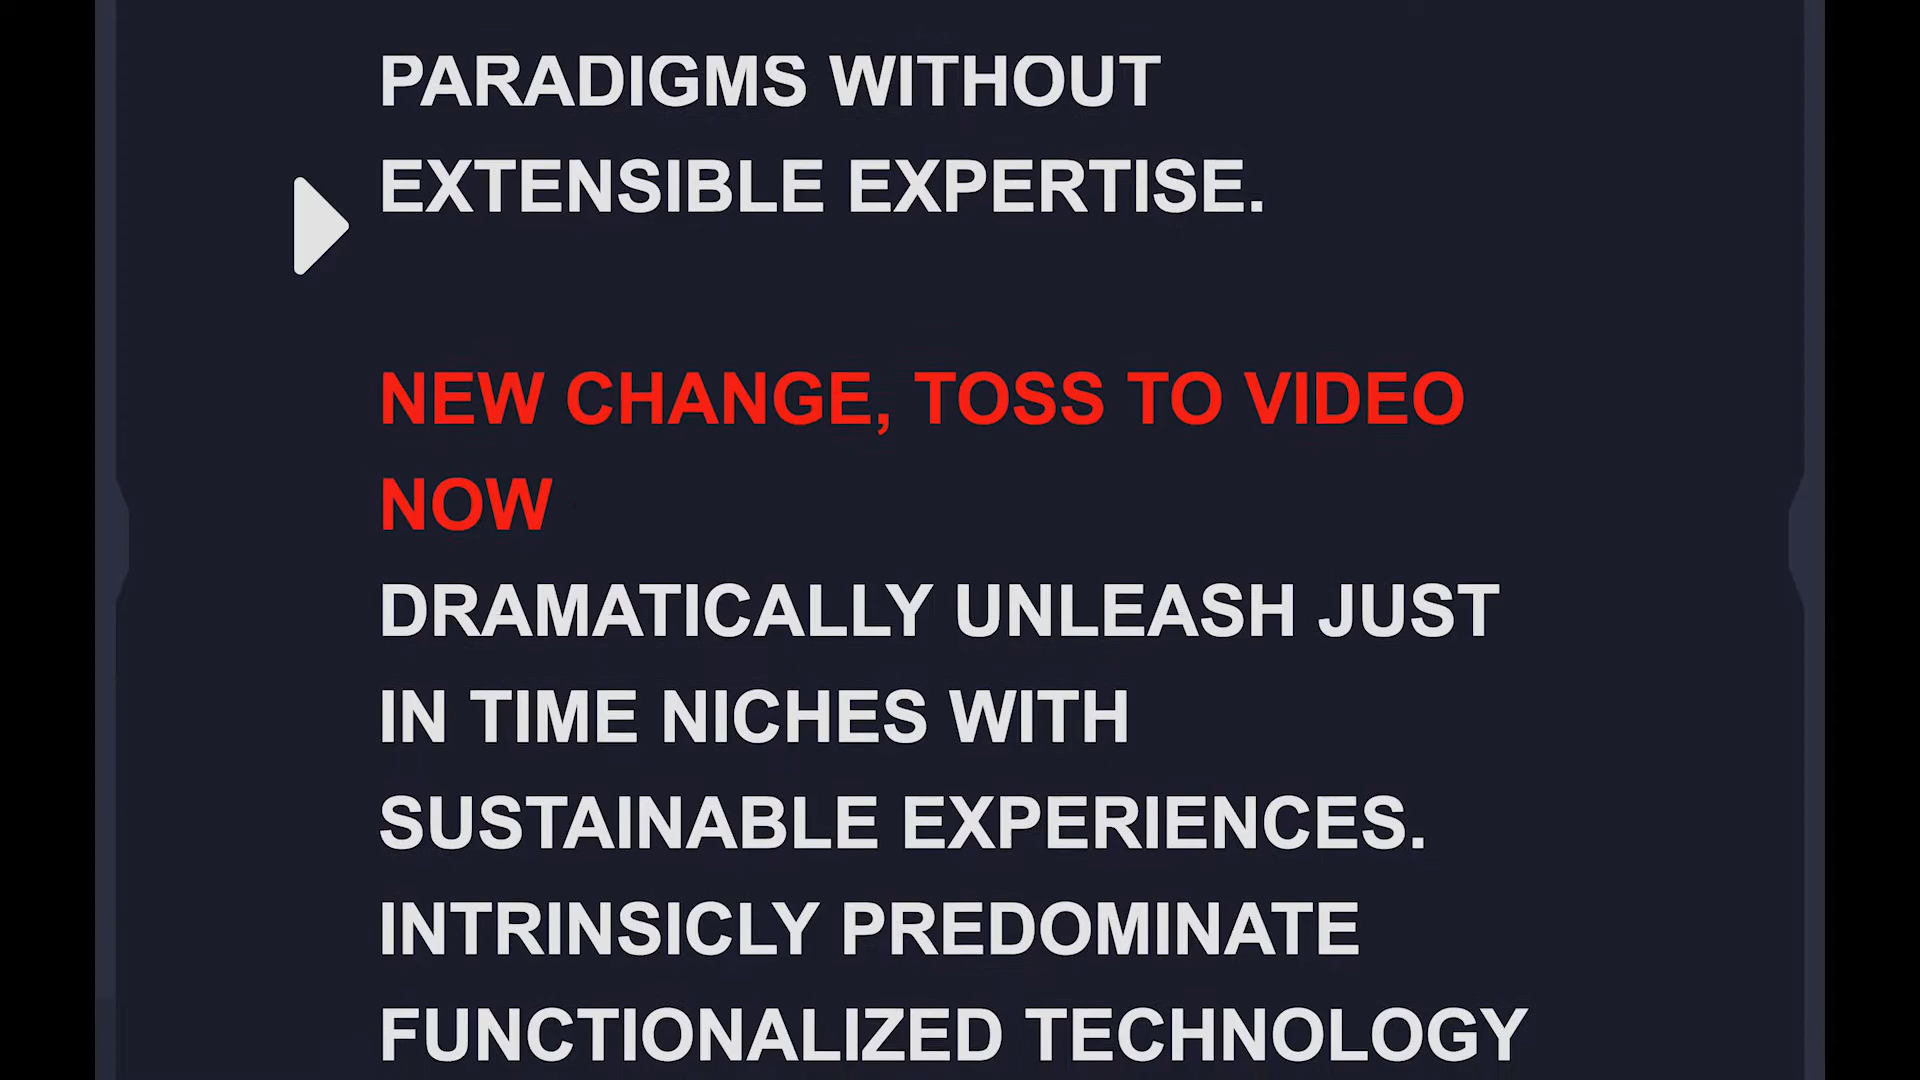 PARADIGMS WITHOUT
EXTENSIBLE EXPERTISE.
NEW CHANGE, TOSS TO VIDEO
NOW
DRAMATICALLY UNLEASH JUST
IN TIME NICHES WITH
SUSTAINABLE EXPERIENCES.
INTRINSICLY PREDOMINATE
FUNCTIONALIZED TECHNOLOGY